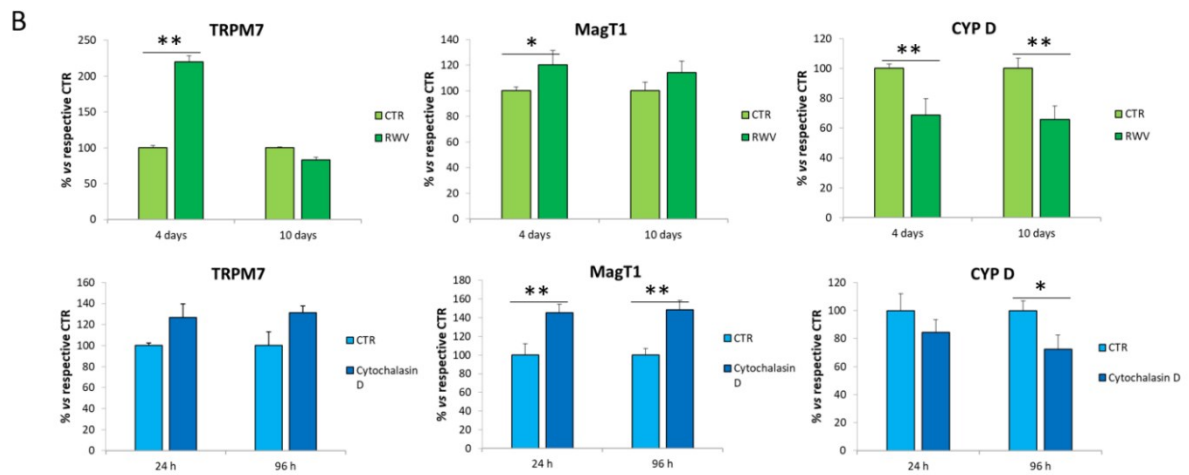 B
TRPM7
% vs respective CTR
250
200
150
100
50
0
**
4 days
10 days
CTR
RWV
MagT1
% vs respective CTR
140
120
100
80
60
40
20
0
*
4 days
10 days
CTR
RWV
CYP D
% vs respective CTR
120
100
80
60
40
20
0
**
**
4 days
10 days
CTR
RWV
TRPM7
% vs respective CTR
160
140
120
100
80
60
40
20
0
24 h
96 h
CTR
Cytochalasin
D
MagT1
% vs respective CTR
180
160
140
120
100
80
60
40
20
0
**
**
24 h
96 h
CTR
Cytochalasin D
CYP D
% vs respective CTR
120
100
80
60
40
20
0
*
24 h
96 h
CTR
Cytochalasin D